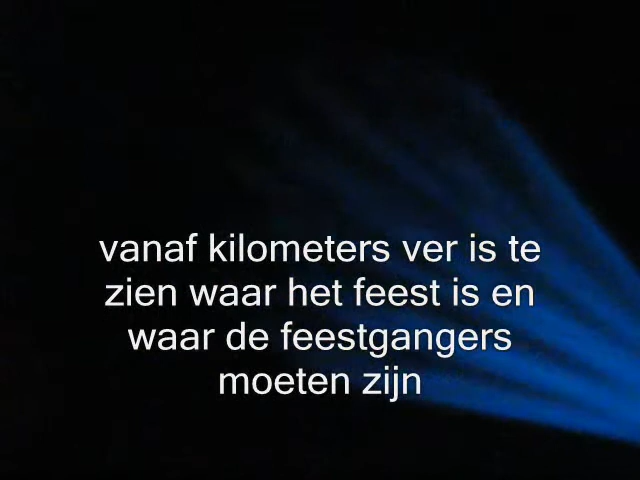 vanaf kilometers ver is te
zien waar het feest is en
waar de feestgangers
moeten zijn